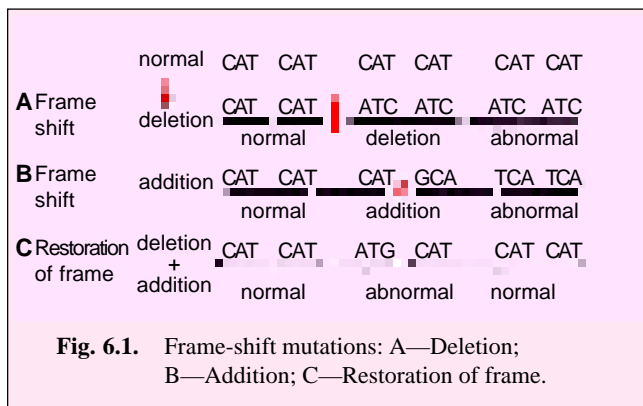 normal CAT CAT CAT CAT CAT CAT
A Frame shift deletion CAT CAT ATC ATC ATC ATC
normal deletion abnormal
B Frame shift addition CAT CAT CAT GCA TCA TCA
normal addition abnormal
C Restoration of frame deletion + addition CAT CAT ATG CAT CAT CAT
normal abnormal normal
Fig. 6.1. Frame-shift mutations: A—Deletion;
B—Addition; C—Restoration of frame.